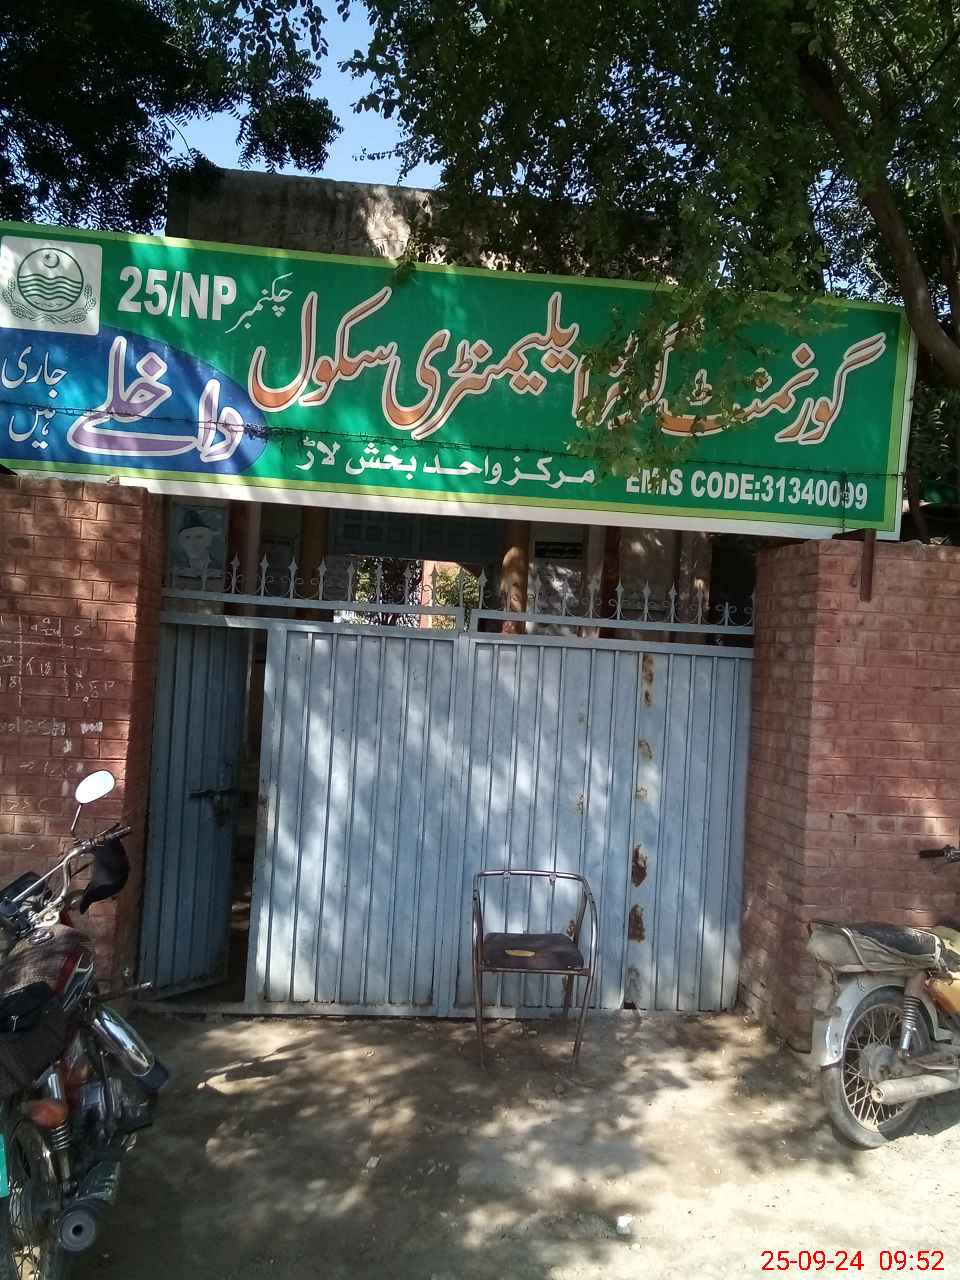 چکنمبر 25/NP
گورنمنٹ گرلز ایلیمنٹری سکول
داخلے جاری ہیں
مرکز واحد بخش لاڑ
EMIS CODE:31340099
25-09-24 09:52